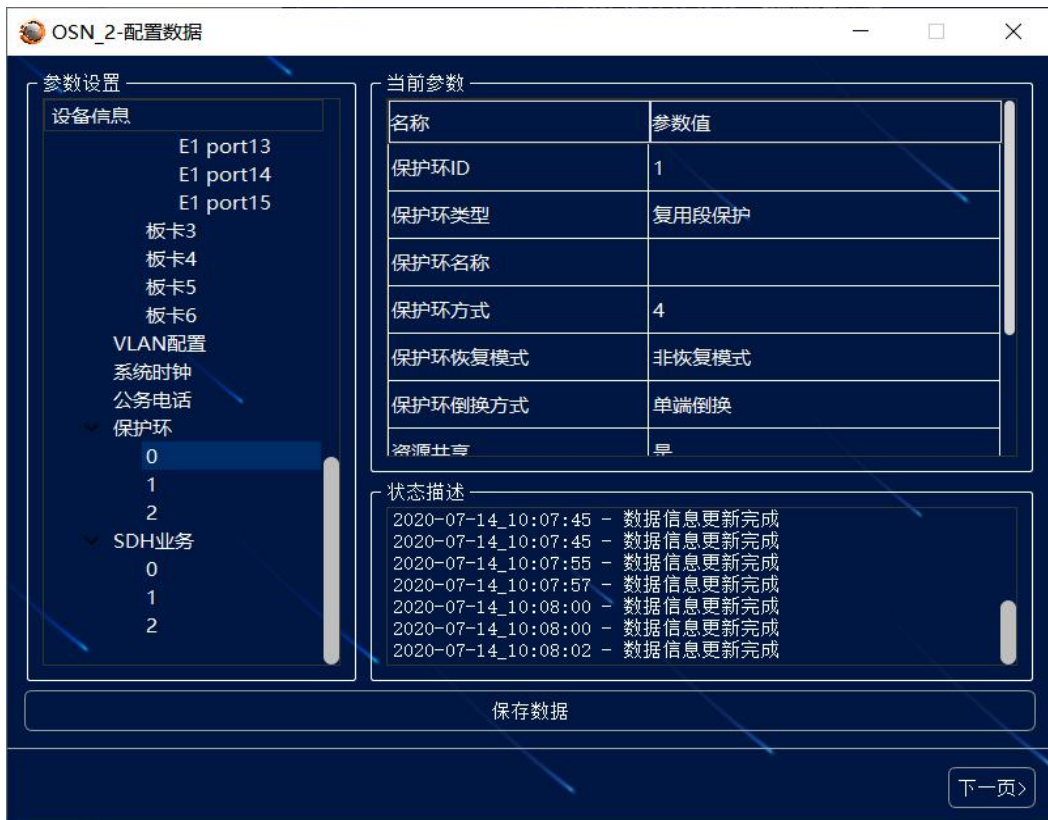 OSN_2-配置数据
参数设置
设备信息
E1 port13
E1 port14
E1 port15
板卡3
板卡4
板卡5
板卡6
VLAN配置
系统时钟
公务电话
保护环
0
1
2
SDH业务
0
1
2
当前参数
名称 参数值
保护环ID 1
保护环类型 复用段保护
保护环名称
保护环方式 4
保护环恢复模式 非恢复模式
保护环倒换方式 单端倒换
资源共享 是
状态描述
2020-07-14_10:07:45 - 数据信息更新完成
2020-07-14_10:07:45 - 数据信息更新完成
2020-07-14_10:07:55 - 数据信息更新完成
2020-07-14_10:07:57 - 数据信息更新完成
2020-07-14_10:08:00 - 数据信息更新完成
2020-07-14_10:08:00 - 数据信息更新完成
2020-07-14_10:08:02 - 数据信息更新完成
保存数据
下一页>